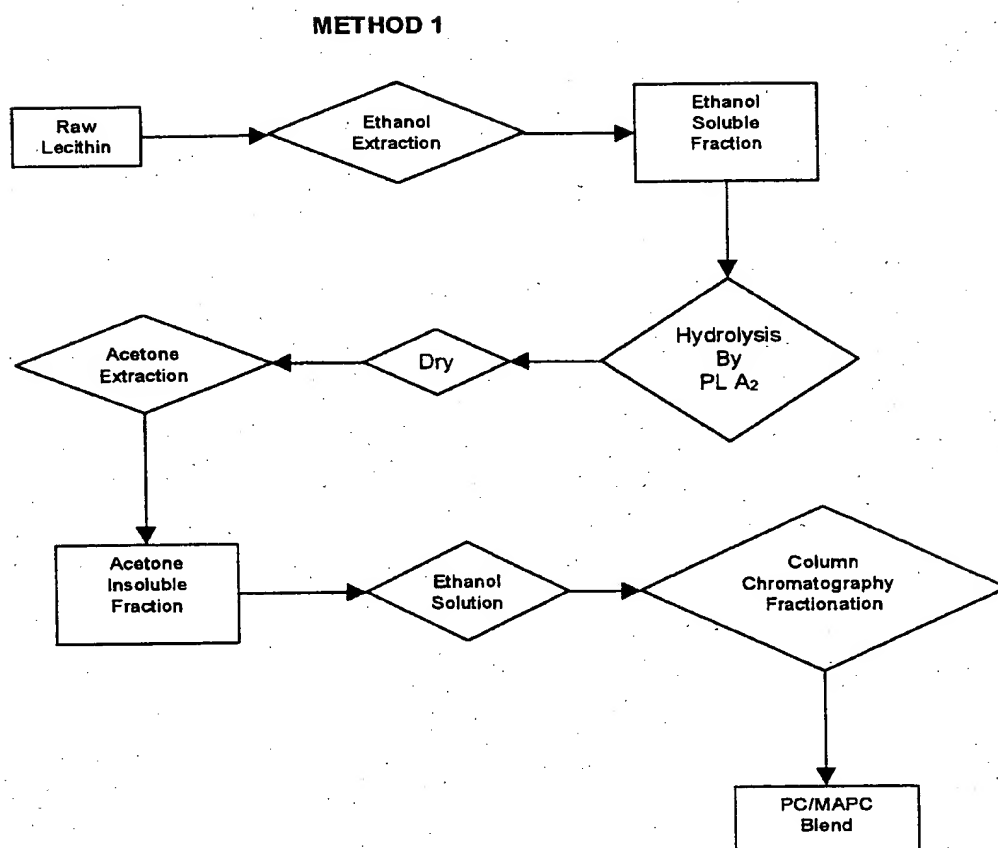 METHOD 1
Raw
Lecithin
Ethanol
Extraction
Ethanol
Soluble
Fraction
Hydrolysis
By
PL A₂
Dry
Acetone
Extraction
Acetone
Insoluble
Fraction
Ethanol
Solution
Column
Chromatography
Fractionation
PC/MAPC
Blend